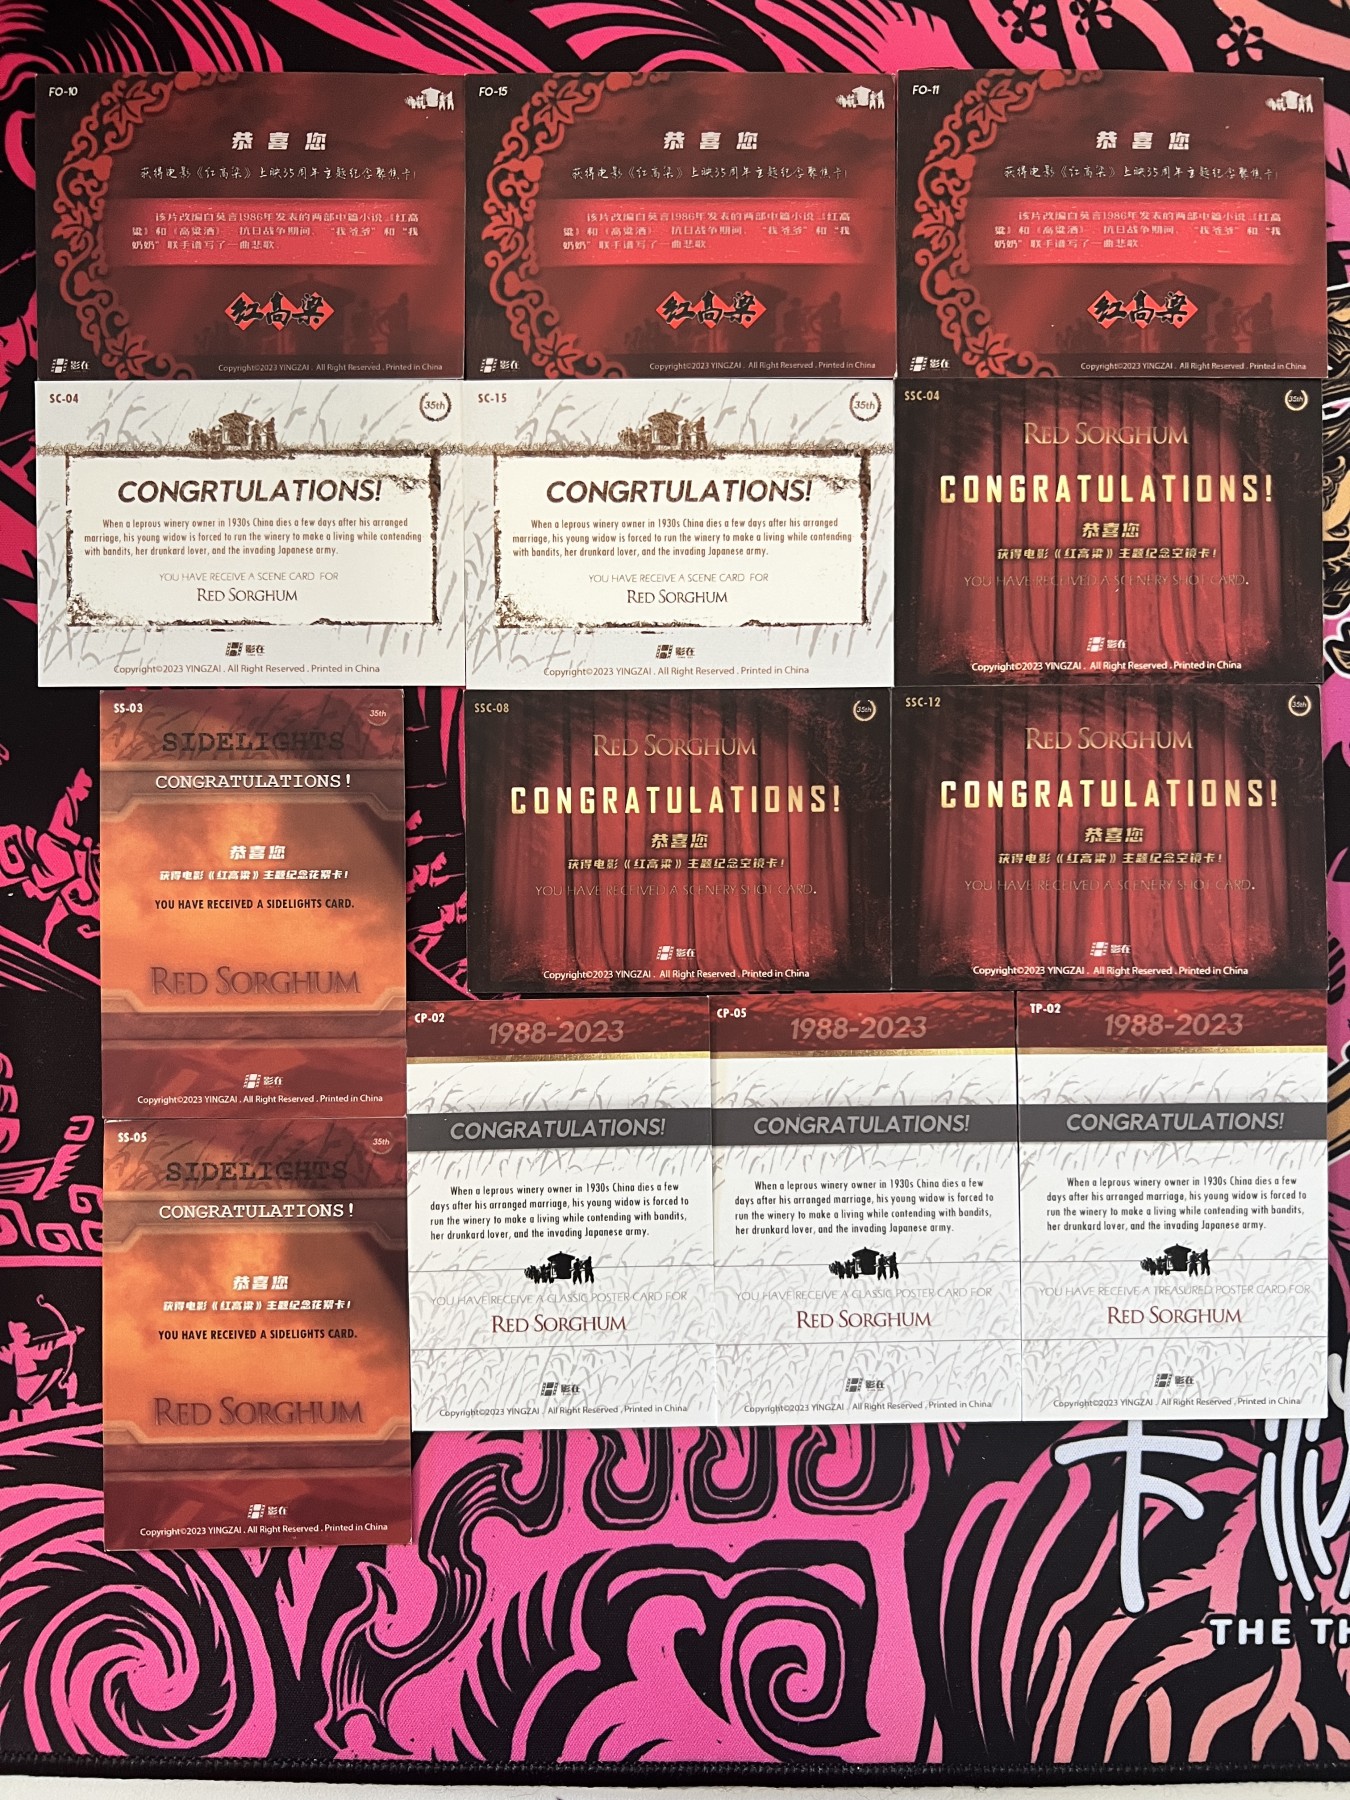 FO-10
恭喜您
获得电影《红高粱》上映35周年主题纪念聚焦卡!
该片改编自莫言1986年发表的两部中篇小说《红高
粱》和《高粱酒》 抗日战争期间, “我爷爷”和“我
奶奶”联手谱写了一曲悲歌
红高粱
影在
Copyright©2023 YINGZAI . All Right Reserved . Printed in China
FO-15
恭喜您
获得电影《红高粱》上映35周年主题纪念聚焦卡!
该片改编自莫言1986年发表的两部中篇小说《红高
粱》和《高粱酒》 抗日战争期间, “我爷爷”和“我
奶奶”联手谱写了一曲悲歌
红高粱
影在
Copyright©2023 YINGZAI . All Right Reserved . Printed in China
FO-11
恭喜您
获得电影《红高粱》上映35周年主题纪念聚焦卡!
该片改编自莫言1986年发表的两部中篇小说《红高
粱》和《高粱酒》 抗日战争期间, “我爷爷”和“我
奶奶”联手谱写了一曲悲歌
红高粱
影在
Copyright©2023 YINGZAI . All Right Reserved . Printed in China
SC-04
35th
CONGRTULATIONS!
When a leprous winery owner in 1930s China dies a few days after his arranged
marriage, his young widow is forced to run the winery to make a living while contending
with bandits, her drunkard lover, and the invading Japanese army.
YOU HAVE RECEIVE A SCENE CARD FOR
RED SORGHUM
影在
Copyright©2023 YINGZAI . All Right Reserved . Printed in China
SC-15
35th
CONGRTULATIONS!
When a leprous winery owner in 1930s China dies a few days after his arranged
marriage, his young widow is forced to run the winery to make a living while contending
with bandits, her drunkard lover, and the invading Japanese army.
YOU HAVE RECEIVE A SCENE CARD FOR
RED SORGHUM
影在
Copyright©2023 YINGZAI . All Right Reserved . Printed in China
SSC-04
35th
RED SORGHUM
CONGRATULATIONS!
恭喜您
获得电影《红高粱》主题纪念空镜卡!
YOU HAVE RECEIVED A SCENERY SHOT CARD.
影在
Copyright©2023 YINGZAI . All Right Reserved . Printed in China
SS-03
35th
SIDELIGHTS
CONGRATULATIONS!
恭喜您
获得电影《红高粱》主题纪念花絮卡!
YOU HAVE RECEIVED A SIDELIGHTS CARD.
RED SORGHUM
影在
Copyright©2023 YINGZAI . All Right Reserved . Printed in China
SSC-08
35th
RED SORGHUM
CONGRATULATIONS!
恭喜您
获得电影《红高粱》主题纪念空镜卡!
YOU HAVE RECEIVED A SCENERY SHOT CARD.
影在
Copyright©2023 YINGZAI . All Right Reserved . Printed in China
SSC-12
35th
RED SORGHUM
CONGRATULATIONS!
恭喜您
获得电影《红高粱》主题纪念空镜卡!
YOU HAVE RECEIVED A SCENERY SHOT CARD.
影在
Copyright©2023 YINGZAI . All Right Reserved . Printed in China
SS-05
35th
SIDELIGHTS
CONGRATULATIONS!
恭喜您
获得电影《红高粱》主题纪念花絮卡!
YOU HAVE RECEIVED A SIDELIGHTS CARD.
RED SORGHUM
影在
Copyright©2023 YINGZAI . All Right Reserved . Printed in China
CP-02
1988-2023
CONGRATULATIONS!
When a leprous winery owner in 1930s China dies a few
days after his arranged marriage, his young widow is forced to
run the winery to make a living while contending with bandits,
her drunkard lover, and the invading Japanese army.
YOU HAVE RECEIVE A CLASSIC POSTER CARD FOR
RED SORGHUM
影在
Copyright©2023 YINGZAI . All Right Reserved . Printed in China
CP-05
1988-2023
CONGRATULATIONS!
When a leprous winery owner in 1930s China dies a few
days after his arranged marriage, his young widow is forced to
run the winery to make a living while contending with bandits,
her drunkard lover, and the invading Japanese army.
YOU HAVE RECEIVE A CLASSIC POSTER CARD FOR
RED SORGHUM
影在
Copyright©2023 YINGZAI . All Right Reserved . Printed in China
TP-02
1988-2023
CONGRATULATIONS!
When a leprous winery owner in 1930s China dies a few
days after his arranged marriage, his young widow is forced to
run the winery to make a living while contending with bandits,
her drunkard lover, and the invading Japanese army.
YOU HAVE RECEIVE A TREASURED POSTER CARD FOR
RED SORGHUM
影在
Copyright©2023 YINGZAI . All Right Reserved . Printed in China
卡
THE TH